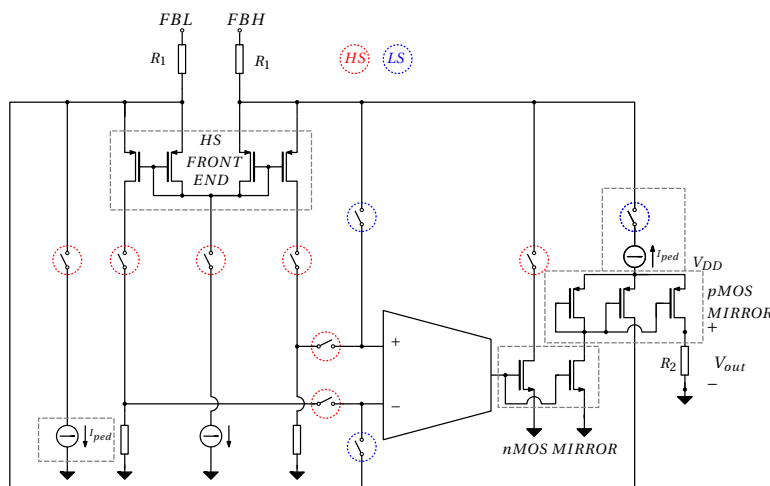 FBL FBH
R1 R1
HS LS
HS
FRONT
END
Iped
VDD
pMOS
MIRROR
+
R2
Vout
−
+
−
Iped
nMOS MIRROR